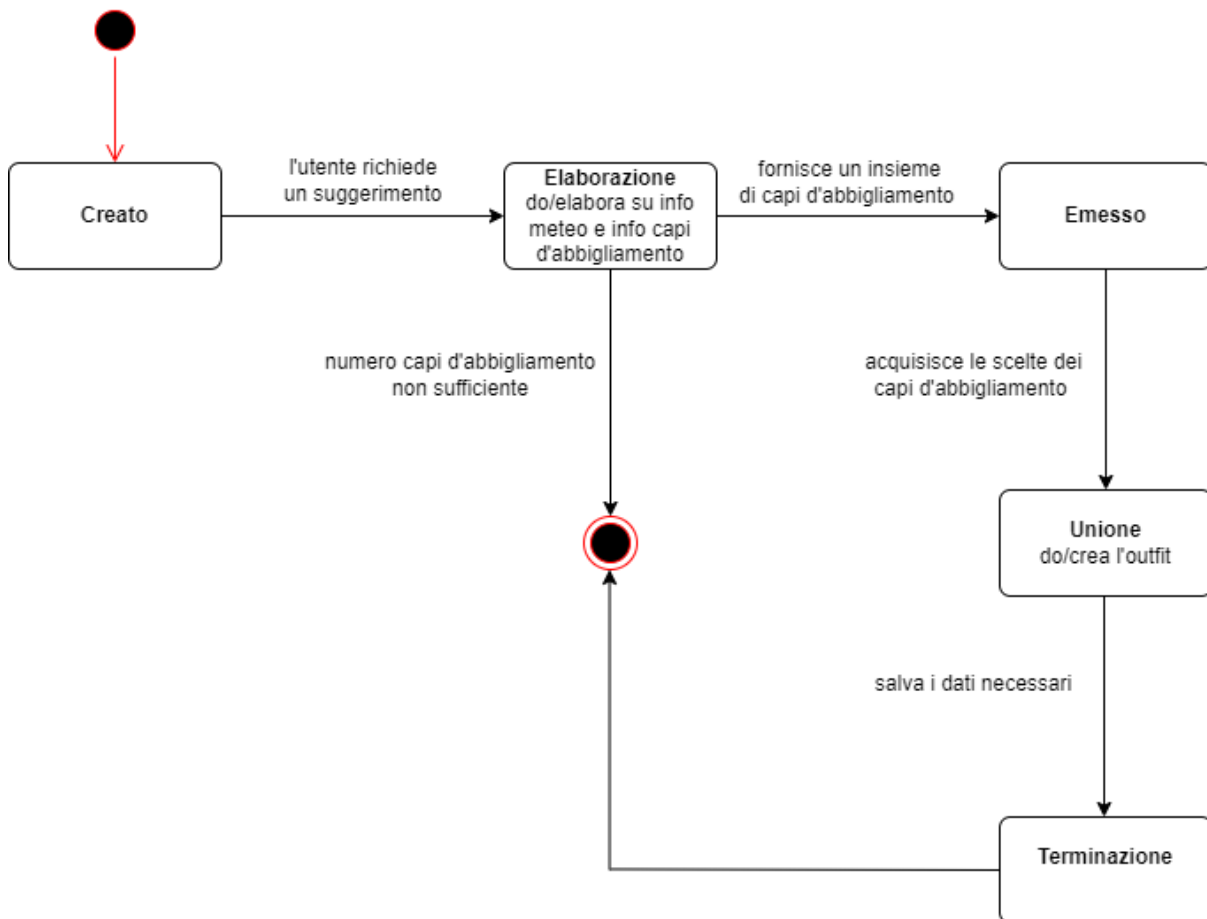 l'utente richiede
un suggerimento
fornisce un insieme
di capi d'abbigliamento
Creato
Elaborazione
do/elabora su info
meteo e info capi
d'abbigliamento
Emesso
numero capi d'abbigliamento
non sufficiente
acquisisce le scelte dei
capi d'abbigliamento
Unione
do/crea l'outfit
salva i dati necessari
Terminazione